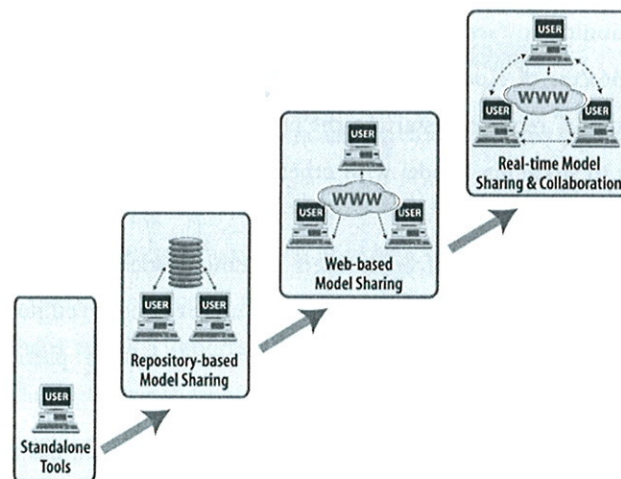 USER
WWW
USER
USER
Real-time Model
Sharing & Collaboration
USER
WWW
USER
USER
Web-based
Model Sharing
USER
USER
Repository-based
Model Sharing
USER
Standalone
Tools